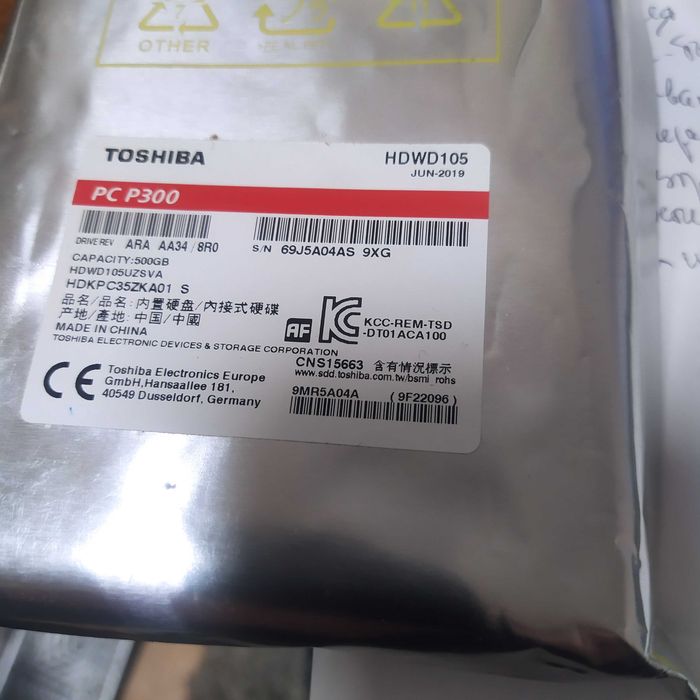 OTHER
TOSHIBA
HDWD105
JUN-2019
PC P300
DRIVE REV ARA AA34 / 8R0
S/N 69J5A04AS 9XG
CAPACITY:500GB
HDWD105UZSVA
HDKPC35ZKA01 S
品名/品名:内置硬盘/內接式硬碟
产地/產地:中国/中國
MADE IN CHINA
AF
KC
KCC-REM-TSD
-DT01ACA100
TOSHIBA ELECTRONIC DEVICES & STORAGE CORPORATION
CNS15663 含有情況標示
www.sdd.toshiba.com.tw/bsmi_rohs
CE
Toshiba Electronics Europe
GmbH,Hansaallee 181,
40549 Dusseldorf, Germany
9MR5A04A ( 9F22096 )